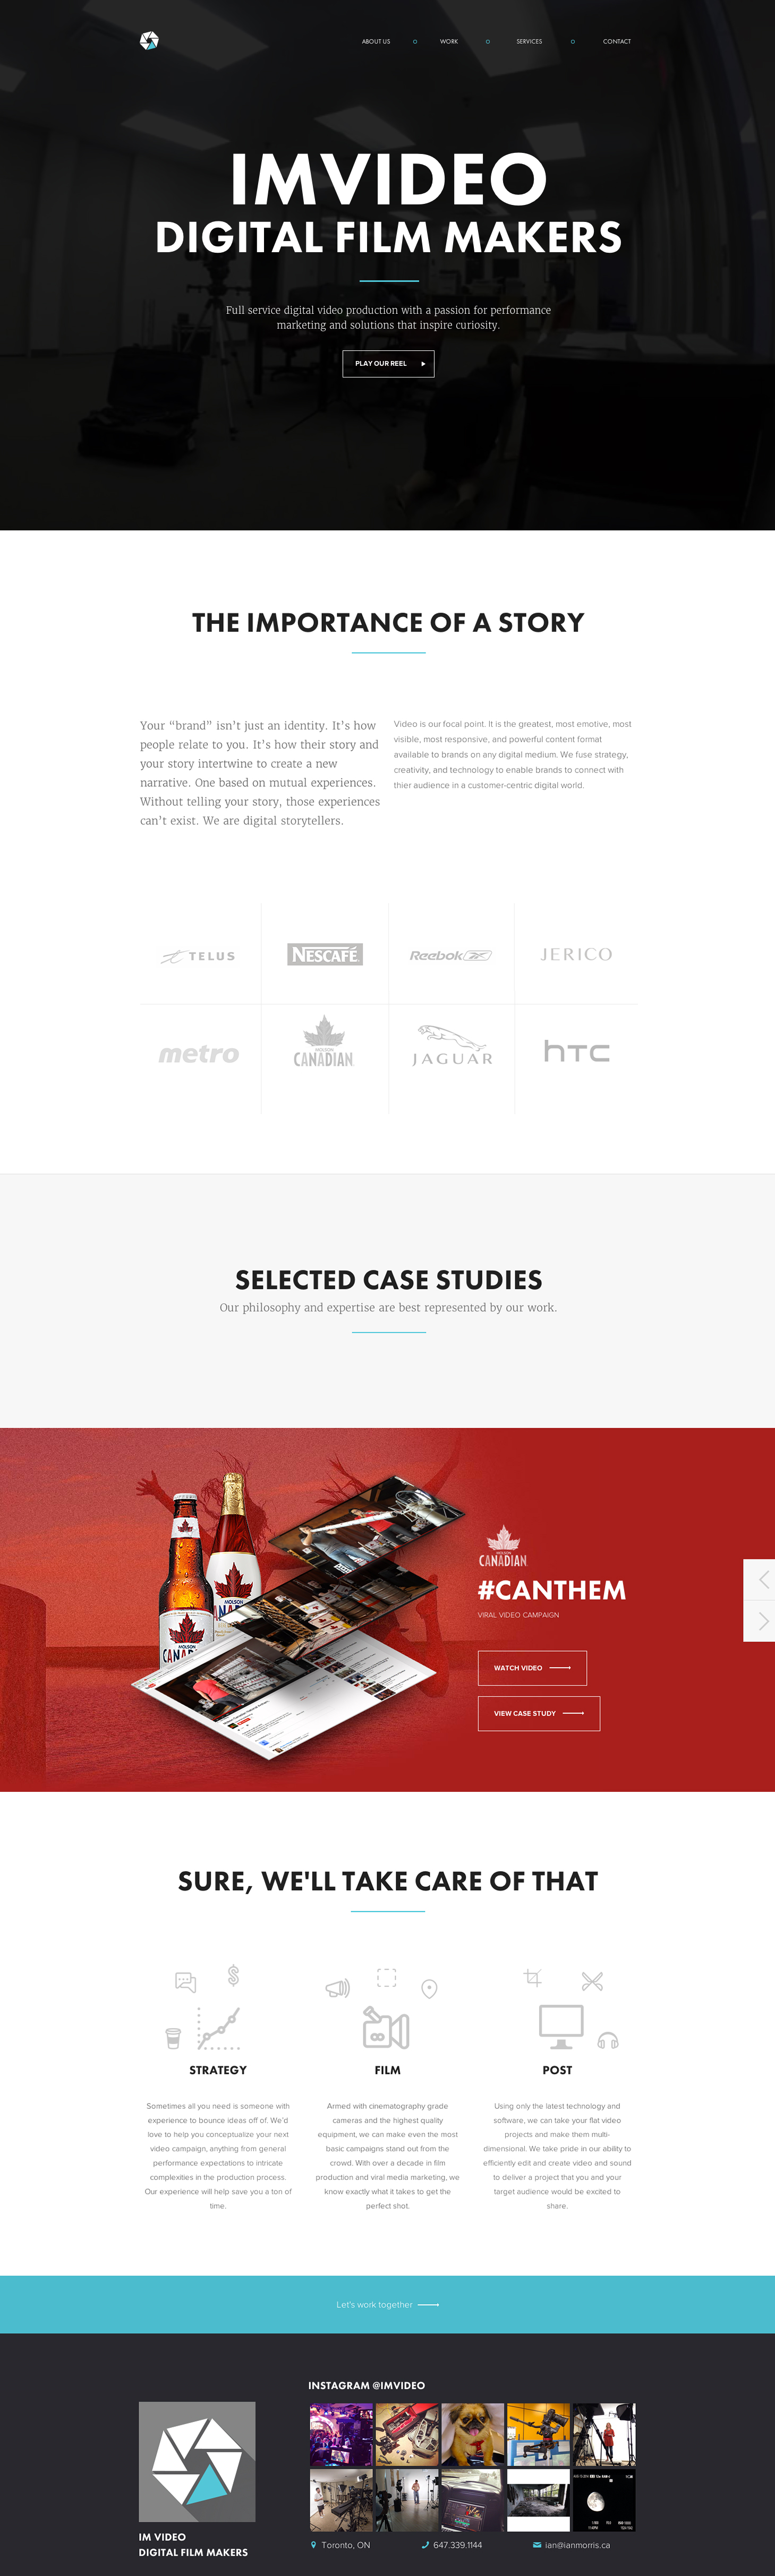 ABOUT US
WORK
SERVICES
CONTACT
IMVIDEO
DIGITAL FILM MAKERS
Full service digital video production with a passion for performance
marketing and solutions that inspire curiosity.
PLAY OUR REEL
THE IMPORTANCE OF A STORY
Your “brand” isn’t just an identity. It’s how
people relate to you. It’s how their story and
your story intertwine to create a new
narrative. One based on mutual experiences.
Without telling your story, those experiences
can’t exist. We are digital storytellers.
Video is our focal point. It is the greatest, most emotive, most
visible, most responsive, and powerful content format
available to brands on any digital medium. We fuse strategy,
creativity, and technology to enable brands to connect with
thier audience in a customer-centric digital world.
TELUS
NESCAFÉ
Reebok
JERICO
metro
MOLSON
CANADIAN
JAGUAR
hTC
SELECTED CASE STUDIES
Our philosophy and expertise are best represented by our work.
MOLSON
CANADIAN
MOLSON
CANADIAN
#CANTHEM
VIRAL VIDEO CAMPAIGN
WATCH VIDEO
VIEW CASE STUDY
SURE, WE'LL TAKE CARE OF THAT
STRATEGY
Sometimes all you need is someone with
experience to bounce ideas off of. We’d
love to help you conceptualize your next
video campaign, anything from general
performance expectations to intricate
complexities in the production process.
Our experience will help save you a ton of
time.
FILM
Armed with cinematography grade
cameras and the highest quality
equipment, we can make even the most
basic campaigns stand out from the
crowd. With over a decade in film
production and viral media marketing, we
know exactly what it takes to get the
perfect shot.
POST
Using only the latest technology and
software, we can take your flat video
projects and make them multi-
dimensional. We take pride in our ability to
efficiently edit and create video and sound
to deliver a project that you and your
target audience would be excited to
share.
Let's work together
INSTAGRAM @IMVIDEO
IM VIDEO
DIGITAL FILM MAKERS
Toronto, ON
647.339.1144
ian@ianmorris.ca